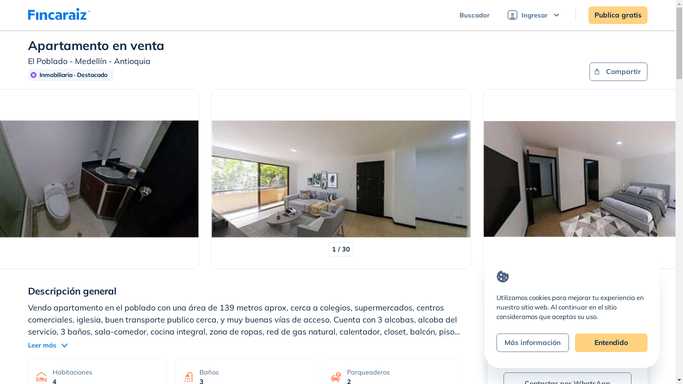 Fincaraiz
Buscador
Ingresar
Publica gratis
Apartamento en venta
El Poblado - Medellín - Antioquia
Inmobiliaria - Destacado
Compartir
1 / 30
Descripción general
Vendo apartamento en el poblado con una área de 139 metros aprox, cerca a colegios, supermercados, centros
comerciales, iglesia, buen transporte publico cerca, y muy buenas vías de acceso. Cuenta con 3 alcobas, alcoba del
servicio, 3 baños, sala-comedor, cocina integral, zona de ropas, red de gas natural, calentador, closet, balcón, piso...
Leer más
Habitaciones
4
Baños
3
Parqueaderos
2
Utilizamos cookies para mejorar tu experiencia en
nuestro sitio web. Al continuar en el sitio
consideramos que aceptas su uso.
Más información
Entendido
Contactar por WhatsApp